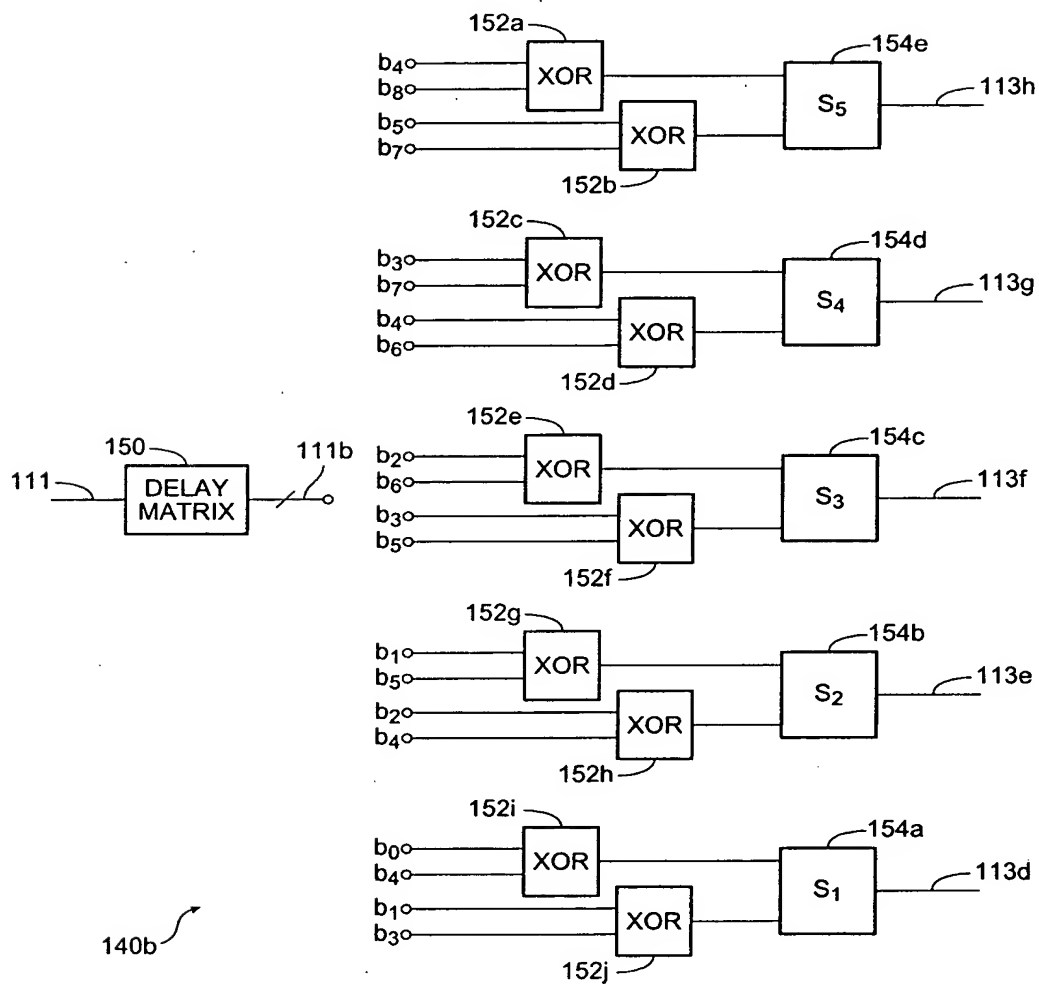 152a
154e
b4
b8
XOR
S5
113h
b5
b7
XOR
152b
152c
154d
b3
b7
XOR
S4
113g
b4
b6
XOR
152d
152e
154c
150
111b
111
DELAY
MATRIX
b2
b6
XOR
S3
113f
b3
b5
XOR
152f
152g
154b
b1
b5
XOR
S2
113e
b2
b4
XOR
152h
152i
154a
b0
b4
XOR
S1
113d
b1
b3
XOR
152j
140b